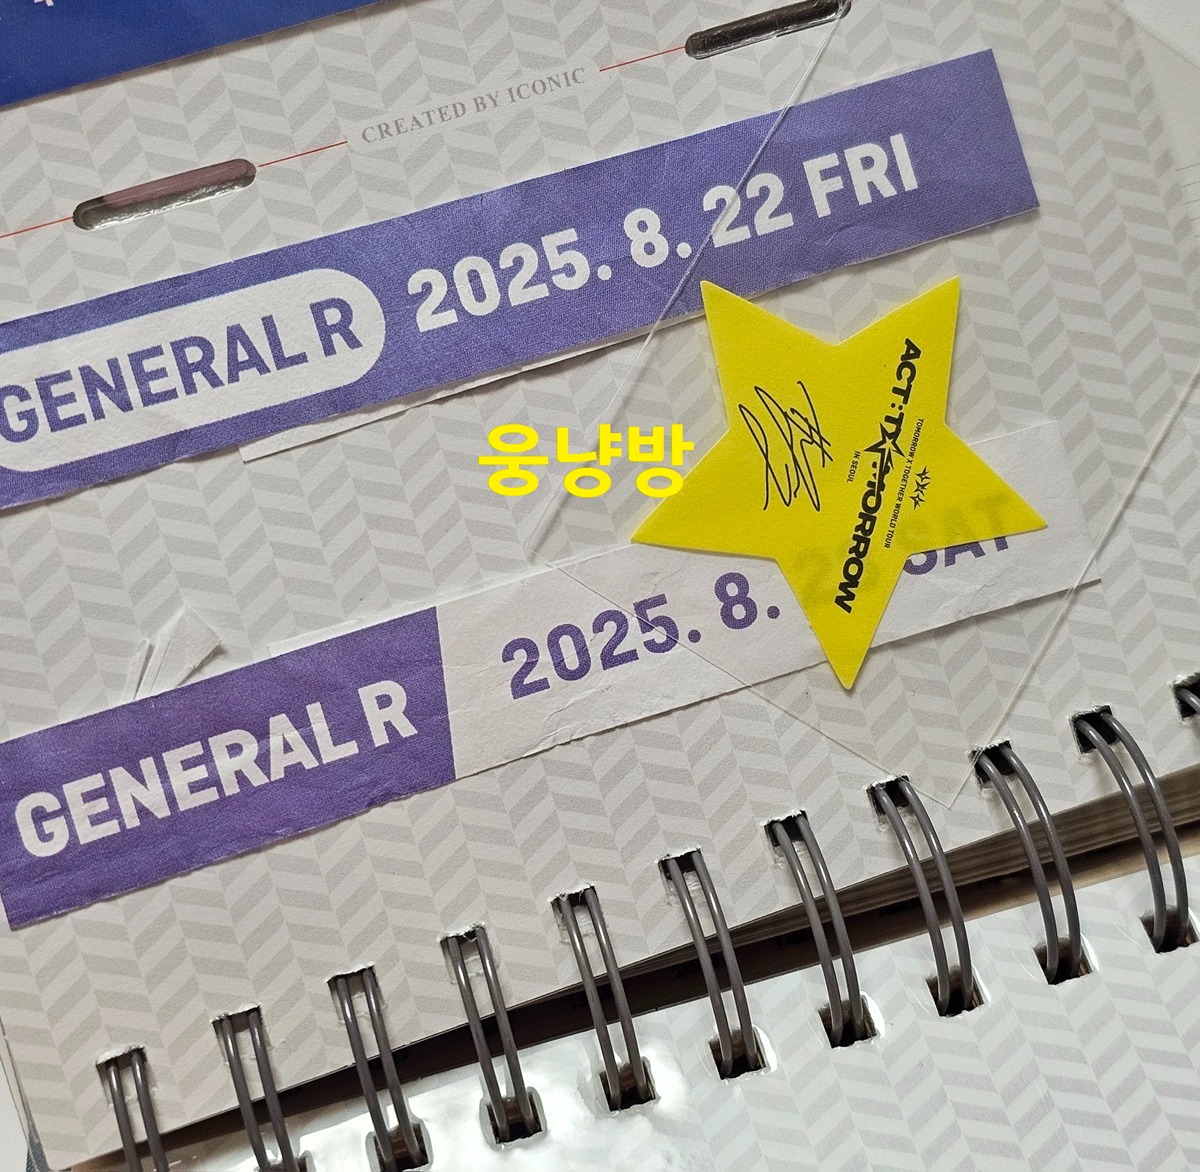 CREATED BY ICONIC
GENERAL R 2025. 8. 22 FRI
웅냥방
ACT: TOMORROW
TOMORROW X TOGETHER WORLD TOUR
IN SEOUL
GENERAL R 2025. 8. 23 SAT